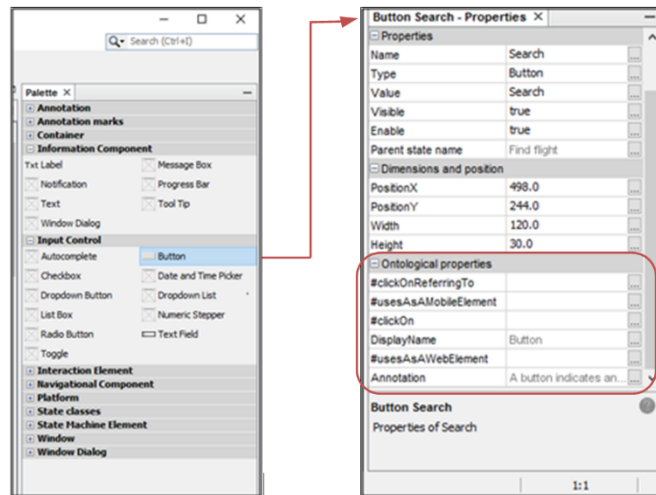 Search (Ctrl+I)
Palette
Annotation
Annotation marks
Container
Information Component
Txt Label Message Box
Notification Progress Bar
Text Tool Tip
Window Dialog
Input Control
Autocomplete Button
Checkbox Date and Time Picker
Dropdown Button Dropdown List
List Box Numeric Stepper
Radio Button Text Field
Toggle
Interaction Element
Navigational Component
Platform
State classes
State Machine Element
Window
Window Dialog
Button Search - Properties
Properties
Name Search
Type Button
Value Search
Visible true
Enable true
Parent state name Find flight
Dimensions and position
PositionX 498.0
PositionY 244.0
Width 120.0
Height 30.0
Ontological properties
#clickOnReferringTo
#usesAsAMobileElement
#clickOn
DisplayName Button
#usesAsAWebElement
Annotation A button indicates an...
Button Search
Properties of Search
1:1